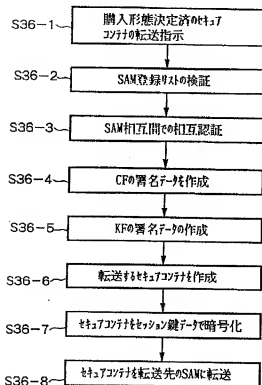 S36-1
購入形態決定済のセキュア
コンテナの転送指示
S36-2
SAM登録リストの検証
S36-3
SAM相互間での相互認証
S36-4
CFの署名データを作成
S36-5
KFの署名データの作成
S36-6
転送するセキュアコンテナを作成
S36-7
セキュアコンテナをセッション鍵データで暗号化
S36-8
セキュアコンテナを転送先のSAMに転送